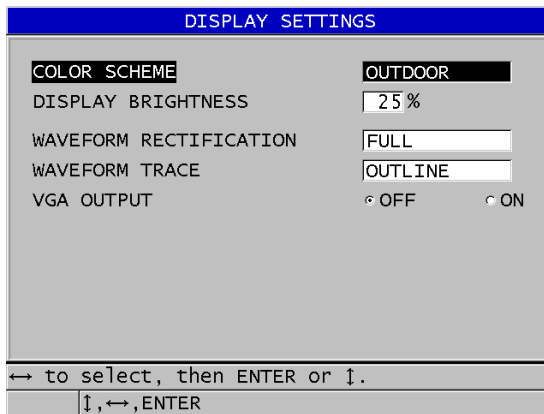 DISPLAY SETTINGS
COLOR SCHEME OUTDOOR
DISPLAY BRIGHTNESS 25 %
WAVEFORM RECTIFICATION FULL
WAVEFORM TRACE OUTLINE
VGA OUTPUT OFF ON
↔ to select, then ENTER or ↕.
↕,↔,ENTER